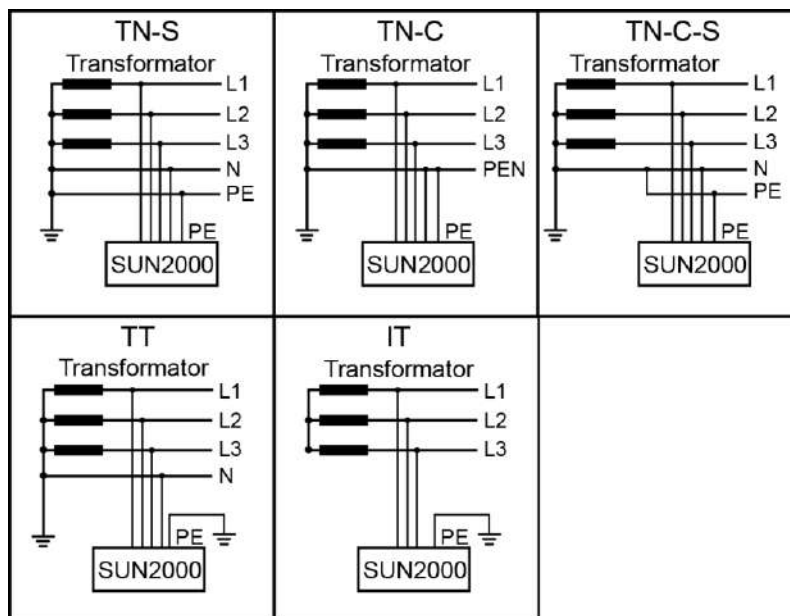 TN-S
Transformator
L1
L2
L3
N
PE
PE
SUN2000
TN-C
Transformator
L1
L2
L3
PEN
PE
SUN2000
TN-C-S
Transformator
L1
L2
L3
N
PE
PE
SUN2000
TT
Transformator
L1
L2
L3
N
PE
SUN2000
IT
Transformator
L1
L2
L3
PE
SUN2000